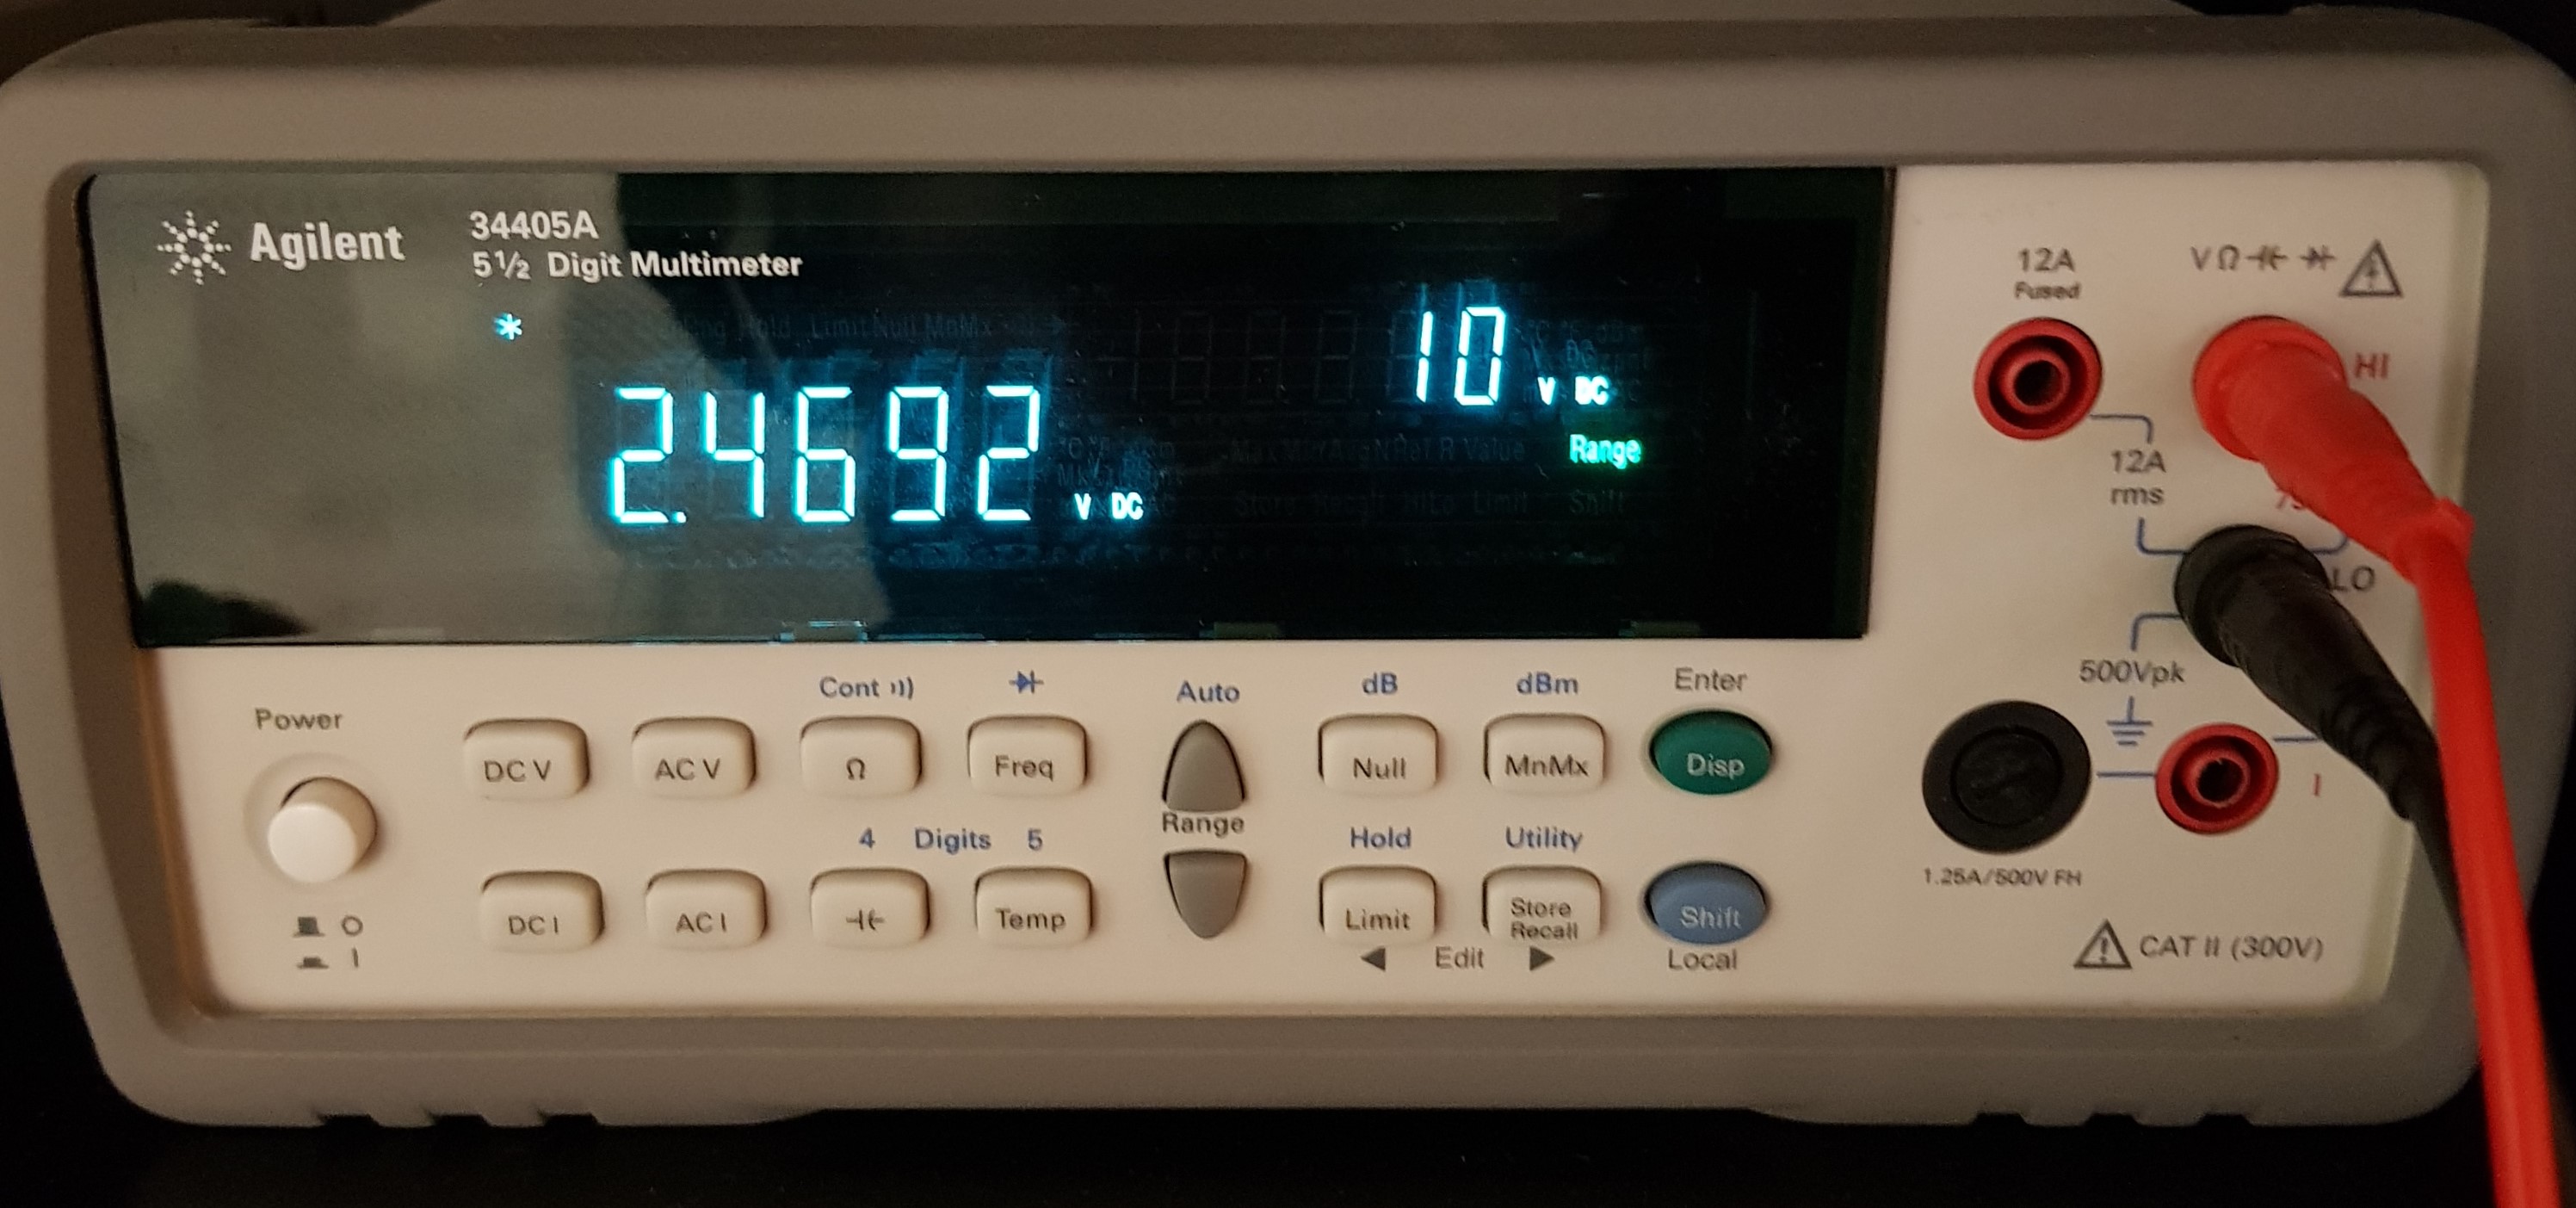 Agilent 34405A
5½ Digit Multimeter
*
10 V DC
2.4692 V DC
Range
12A
Fused
VΩ
HI
12A
rms
LO
500Vpk
I
1.25A/500V FH
CAT II (300V)
Power
O
I
Cont
Auto
dB
dBm
Enter
DC V
AC V
Ω
Freq
Range
Null
MnMx
Disp
4 Digits 5
Hold
Utility
DC I
AC I
Temp
Limit
Store
Recall
Shift
Edit
Local